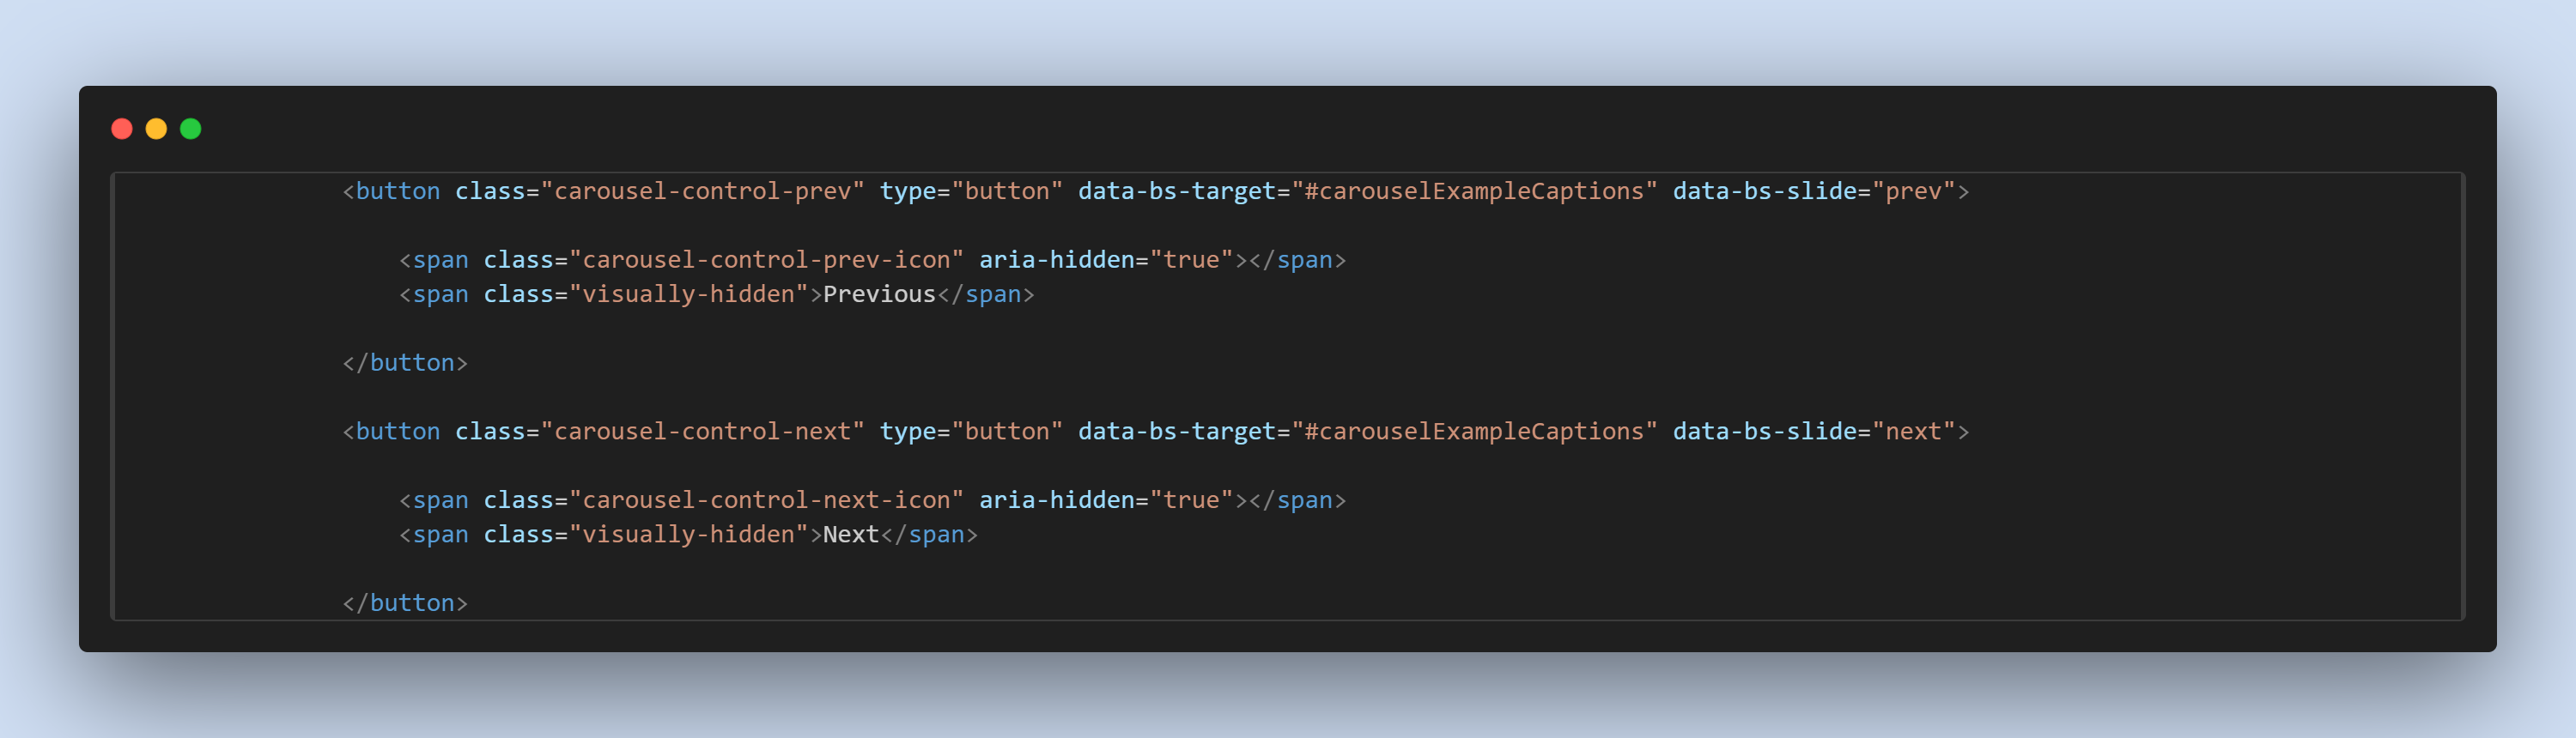 <button class="carousel-control-prev" type="button" data-bs-target="#carouselExampleCaptions" data-bs-slide="prev">
<span class="carousel-control-prev-icon" aria-hidden="true"></span>
<span class="visually-hidden">Previous</span>
</button>
<button class="carousel-control-next" type="button" data-bs-target="#carouselExampleCaptions" data-bs-slide="next">
<span class="carousel-control-next-icon" aria-hidden="true"></span>
<span class="visually-hidden">Next</span>
</button>